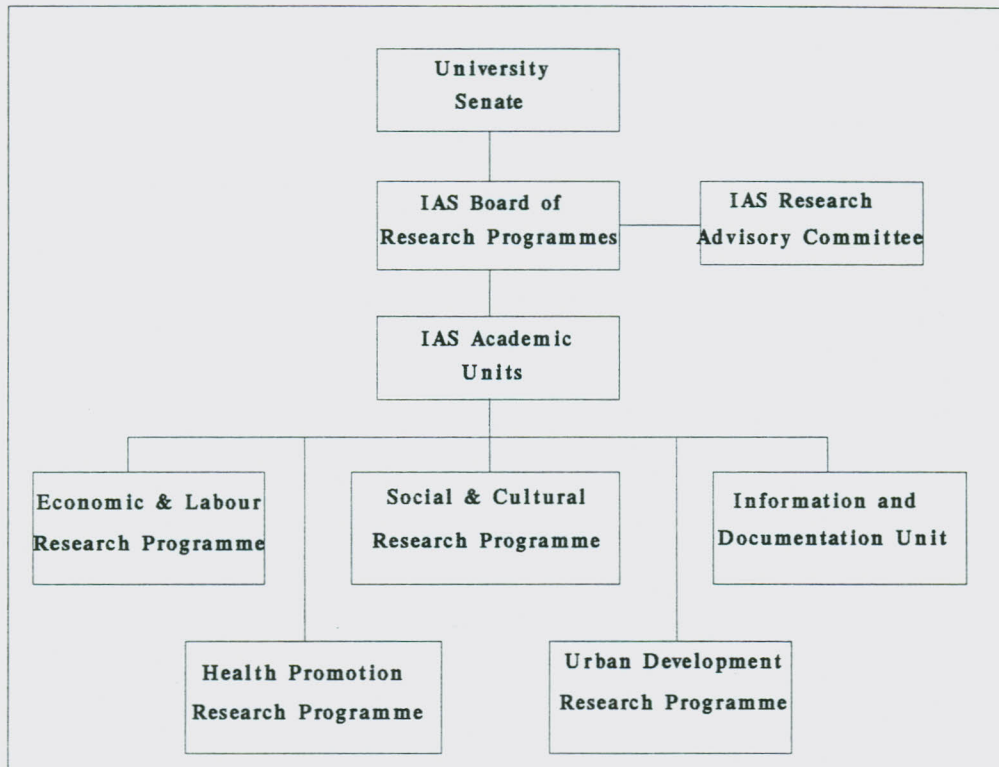 University
Senate
IAS Board of
Research Programmes
IAS Research
Advisory Committee
IAS Academic
Units
Economic & Labour
Research Programme
Social & Cultural
Research Programme
Information and
Documentation Unit
Health Promotion
Research Programme
Urban Development
Research Programme